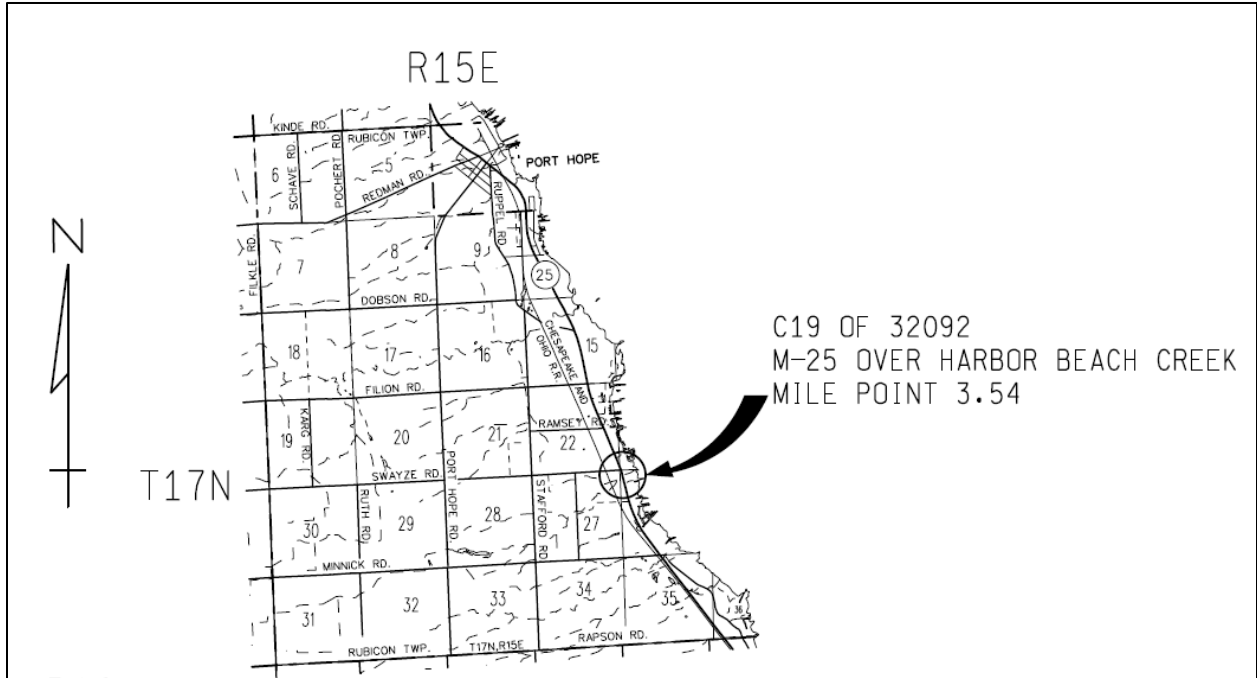 R15E
KINDE RD.
RUBICON TWP.
SCHAVE RD.
POCHERT RD
6
5
REDMAN RD.
PORT HOPE
RUPPEL RD.
N
FILKLE RD.
7
8
9
25
DOBSON RD.
CHESAPEAKE AND
OHIO R.R.
18
17
16
15
C19 OF 32092
M-25 OVER HARBOR BEACH CREEK
MILE POINT 3.54
FILION RD.
KARG RD.
19
20
21
RAMSEY RD.
22
SWAYZE RD.
PORT HOPE RD.
T17N
30
RUTH RD.
29
28
STAFFORD RD
27
MINNICK RD.
31
32
33
34
35
36
RUBICON TWP.
T17N,R15E
RAPSON RD.